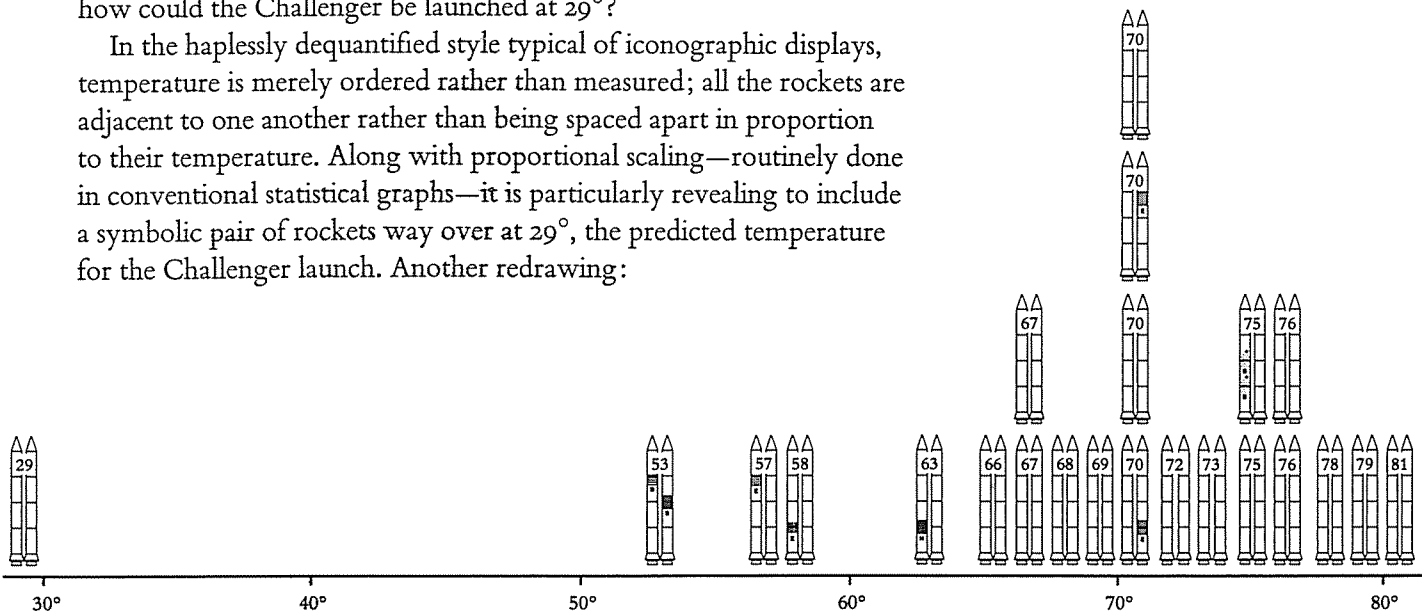 how could the Challenger be launched at 29°?
In the haplessly dequantified style typical of iconographic displays,
temperature is merely ordered rather than measured; all the rockets are
adjacent to one another rather than being spaced apart in proportion
to their temperature. Along with proportional scaling—routinely done
in conventional statistical graphs—it is particularly revealing to include
a symbolic pair of rockets way over at 29°, the predicted temperature
for the Challenger launch. Another redrawing:
70
70
67 70 75 76
29 53 57 58 63 66 67 68 69 70 72 73 75 76 78 79 81
30° 40° 50° 60° 70° 80°